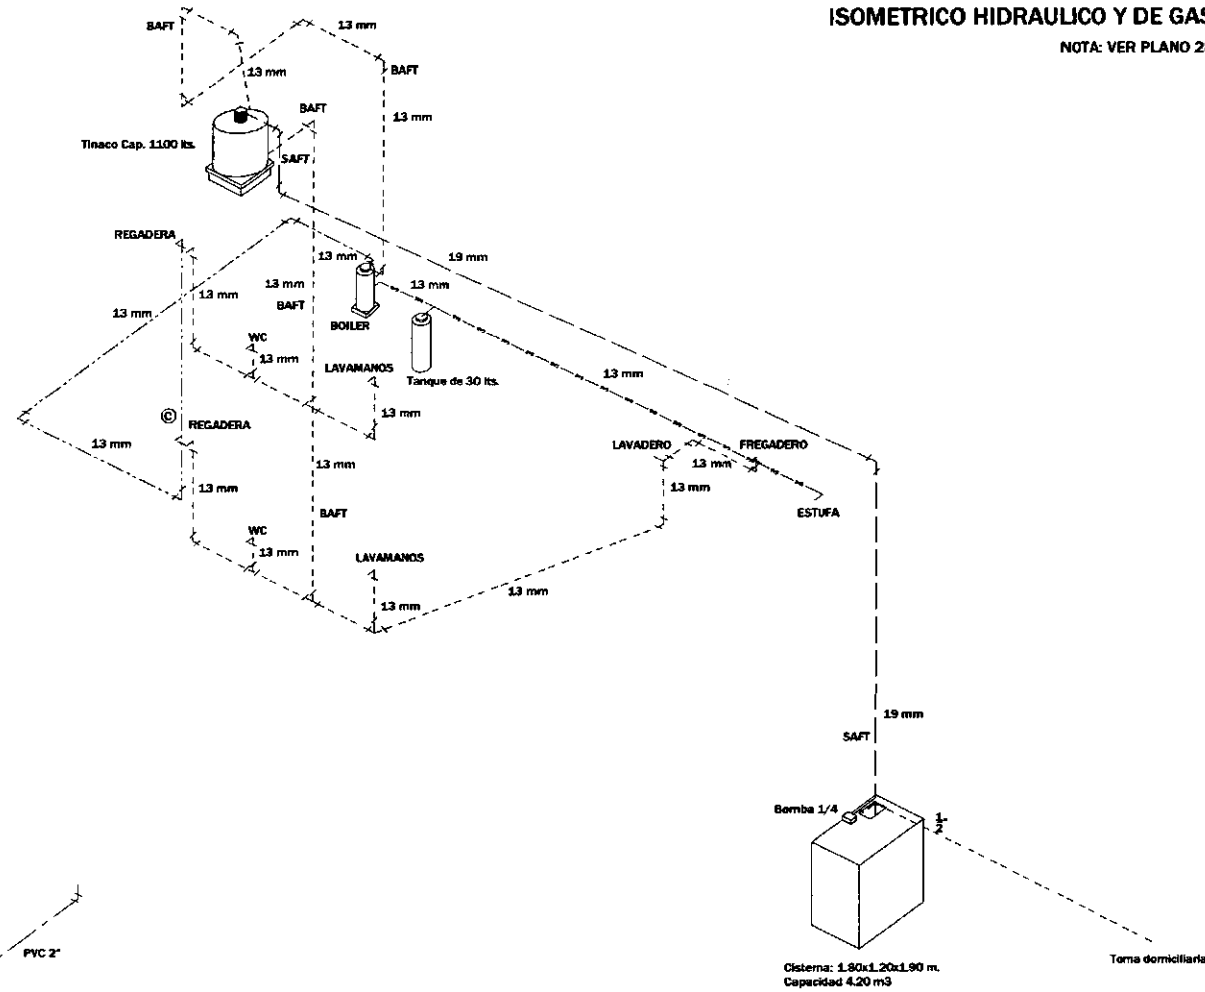 ISOMETRICO HIDRAULICO Y DE GAS
NOTA: VER PLANO 2
BAFT
13 mm
13 mm
BAFT
13 mm
BAFT
Tinaco Cap. 1100 lts.
SAFT
REGADERA
13 mm
19 mm
13 mm
13 mm
13 mm
BAFT
13 mm
BOILER
WC
13 mm
LAVAMANOS
Tanque de 30 lts.
13 mm
13 mm
©
REGADERA
13 mm
LAVADERO
FREGADERO
13 mm
13 mm
13 mm
13 mm
BAFT
ESTUFA
WC
13 mm
LAVAMANOS
13 mm
13 mm
19 mm
SAFT
Bomba 1/4
1
2
PVC 2"
Toma domiciliaria
Cisterna: 1.80x1.20x1.90 m.
Capacidad 4.20 m3